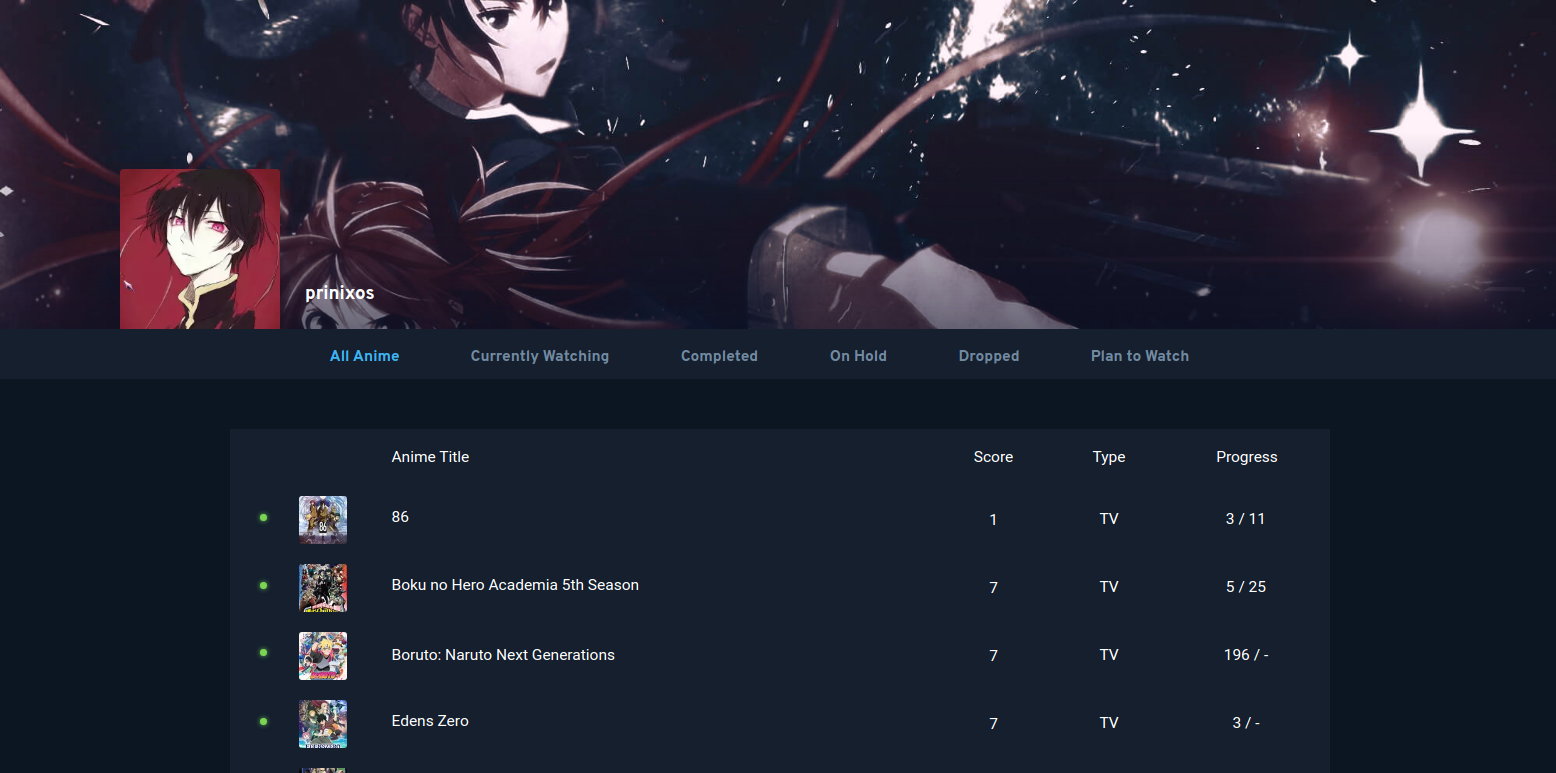 prinixos
All Anime Currently Watching Completed On Hold Dropped Plan to Watch
Anime Title Score Type Progress
86 1 TV 3 / 11
Boku no Hero Academia 5th Season 7 TV 5 / 25
Boruto: Naruto Next Generations 7 TV 196 / -
Edens Zero 7 TV 3 / -